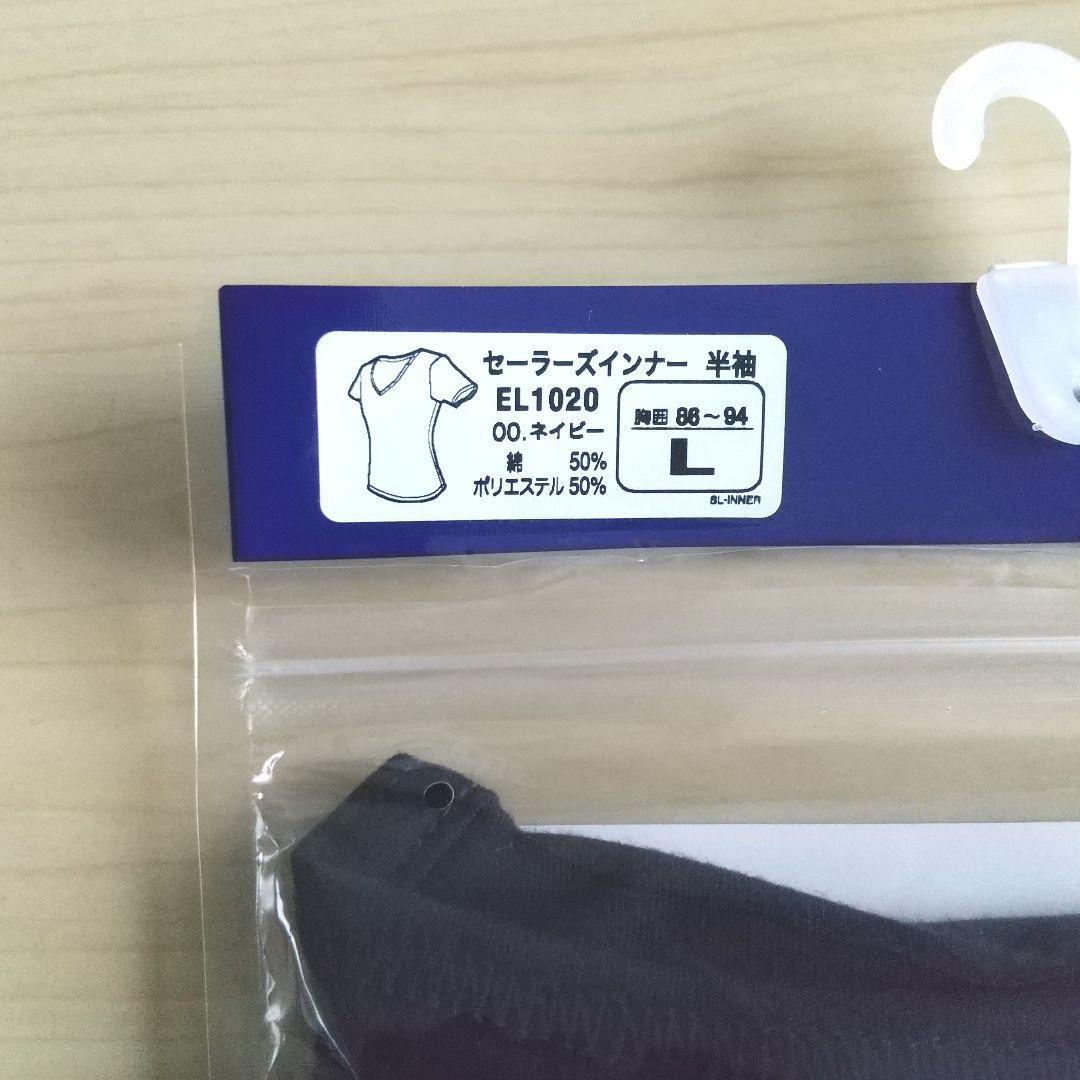 セーラーズインナー 半袖
EL1020
00.ネイビー
綿 50%
ポリエステル 50%
胸囲 86～94
L
SL-INNER